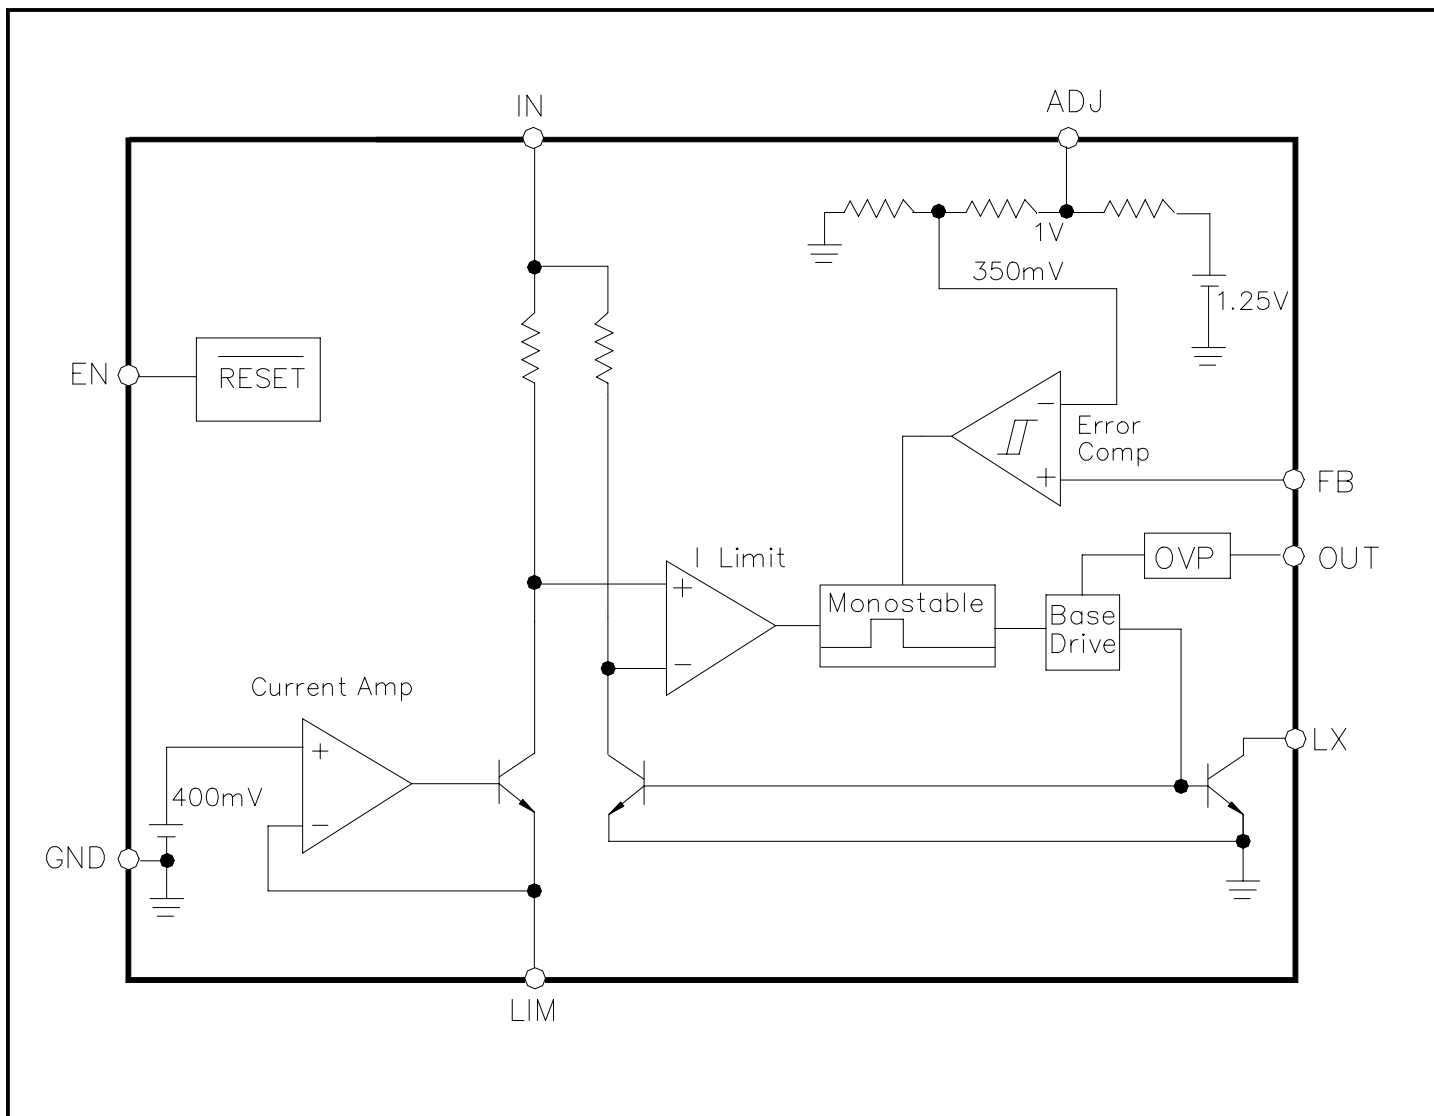 IN
ADJ
1V
350mV
1.25V
EN
RESET
−
Error
Comp
+
FB
I Limit
OVP
OUT
+
Monostable
Base
Drive
−
Current Amp
LX
+
400mV
−
GND
LIM